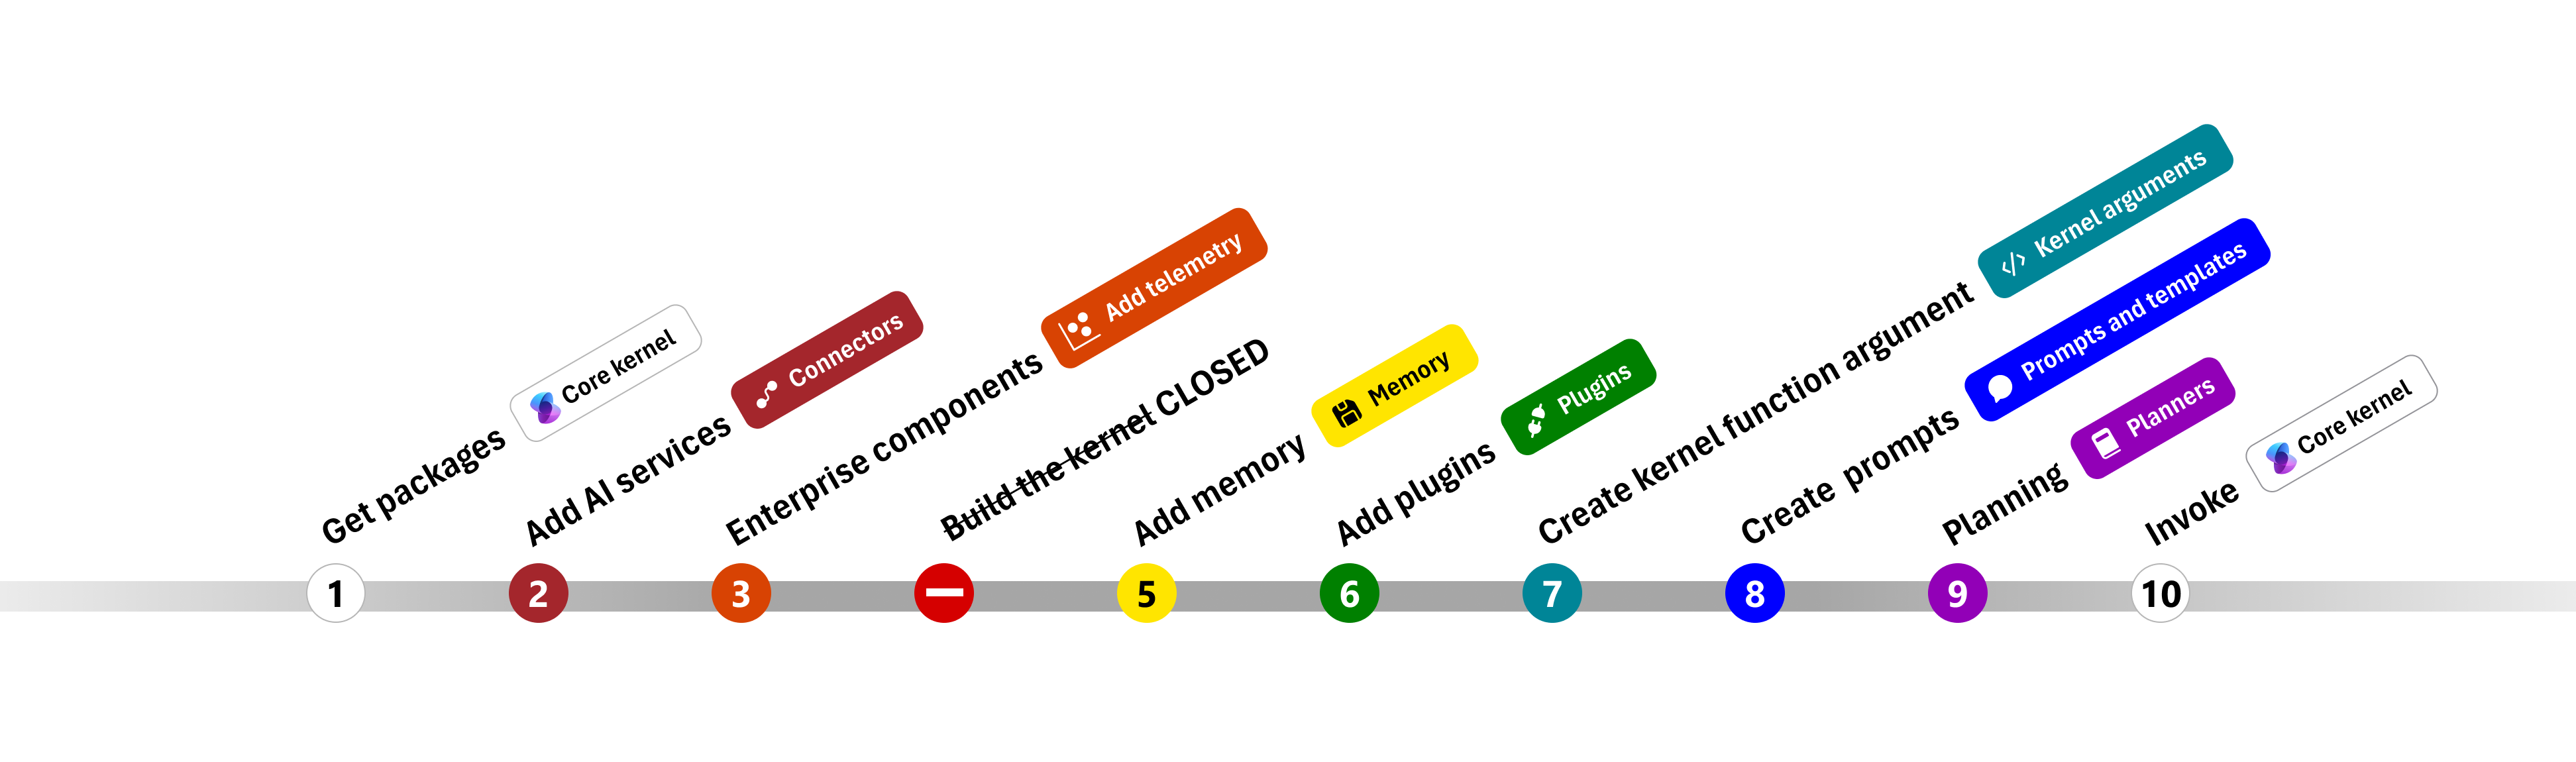 Get packages Core kernel
Add AI services Connectors
Enterprise components Add telemetry
Build the kernel CLOSED
Add memory Memory
Add plugins Plugins
Create kernel function argument Kernel arguments
Create prompts Prompts and templates
Planning Planners
Invoke Core kernel
1 2 3 5 6 7 8 9 10